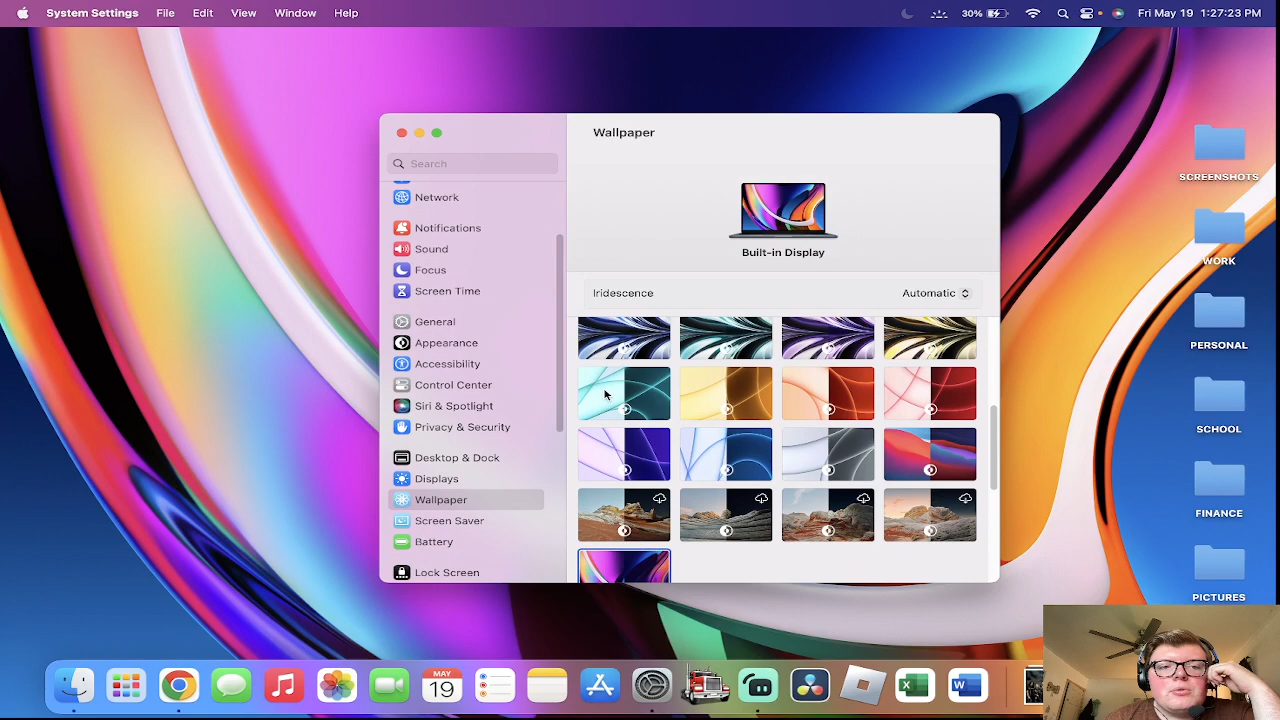 System Settings File Edit View Window Help 30% Fri May 19 1:27:23 PM
Wallpaper
Search
Network
Notifications
Sound
Focus
Screen Time
General
Appearance
Accessibility
Control Center
Siri & Spotlight
Privacy & Security
Desktop & Dock
Displays
Wallpaper
Screen Saver
Battery
Lock Screen
Built-in Display
Iridescence Automatic
SCREENSHOTS
WORK
PERSONAL
SCHOOL
FINANCE
PICTURES
MAY
19
X
W